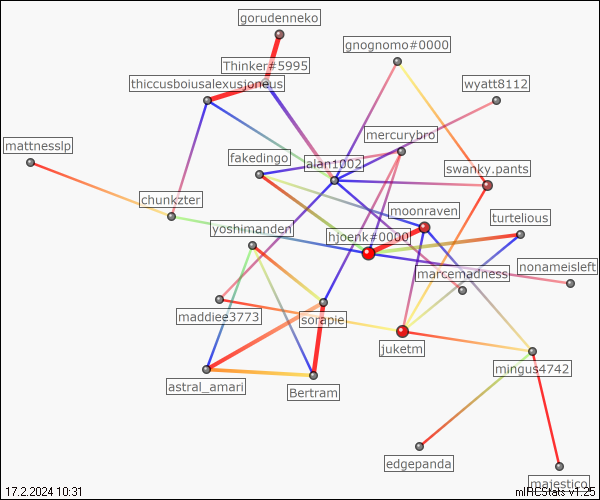 gorudenneko
gnognomo#0000
Thinker#5995
thiccusboiusalexusjoneus
wyatt8112
mercurybro
mattnesslp
fakedingo
alan1002
swanky.pants
chunkzter
moonraven
turtelious
yoshimanden
hjoenk#0000
marcemadness
nonameisleft
maddiee3773
sorapie
juketm
mingus4742
astral_amari
Bertram
edgepanda
majestico
17.2.2024 10:31
mIRCStats v1.25